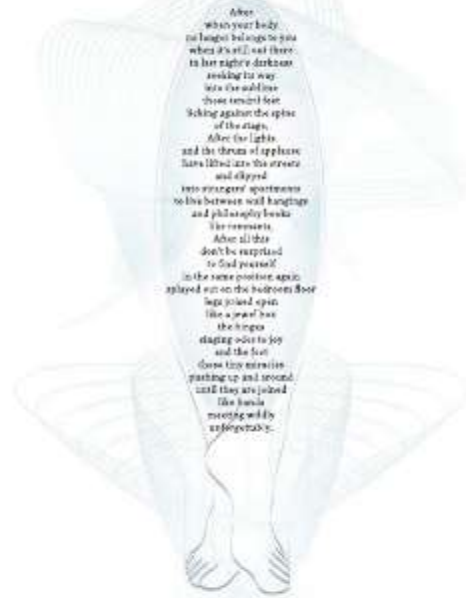 After
when your body
no longer belongs to you
when it's still out there
in last night's darkness
seeking its way
into the sublime
those tendril feet
licking against the spine
of the stage,
After the lights
and the thrum of applause
have lifted into the streets
and slipped
into strangers' apartments
to live between wall hangings
and philosophy books
like remnants,
After all this
don't be surprised
to find yourself
in the same position again
splayed out on the bedroom floor
legs joined open
like a jewel box
the hinges
singing odes to joy
and the feet
those tiny miracles
pushing up and around
until they are joined
like hands
meeting wildly
unforgettably.